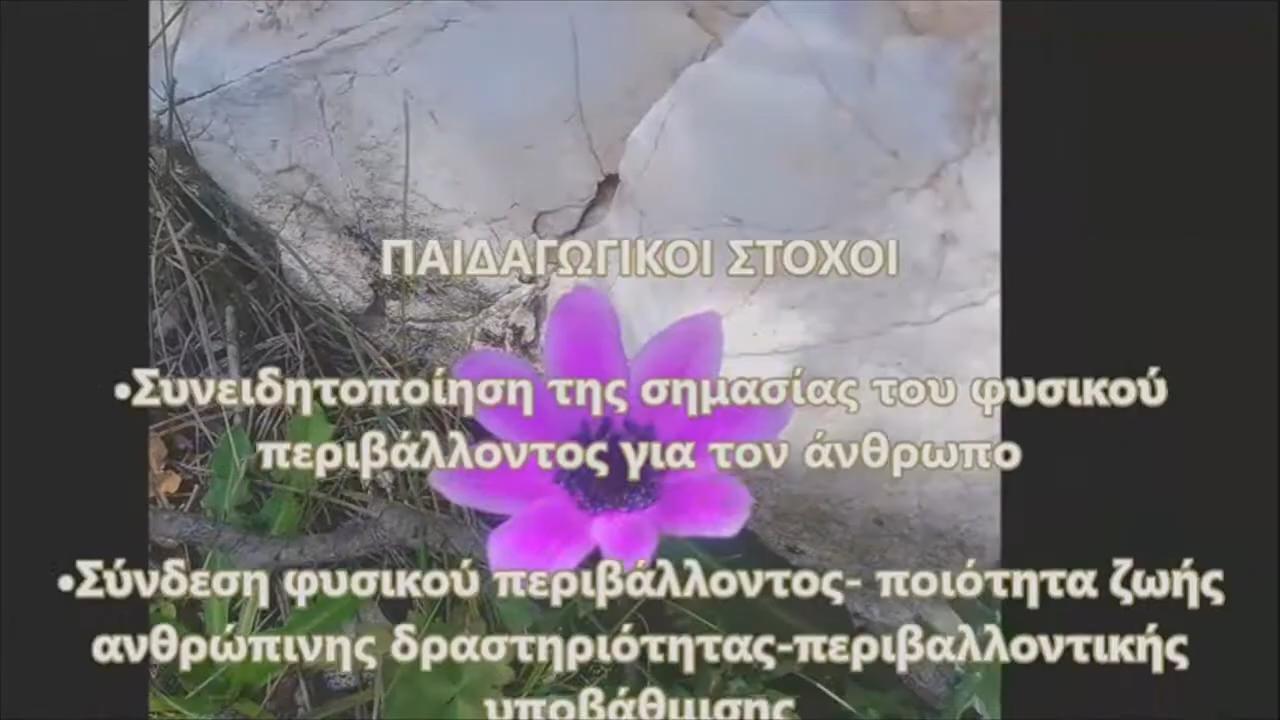 ΠΑΙΔΑΓΩΓΙΚΟΙ ΣΤΟΧΟΙ
•Συνειδητοποίηση της σημασίας του φυσικού
περιβάλλοντος για τον άνθρωπο
•Σύνδεση φυσικού περιβάλλοντος- ποιότητα ζωής
ανθρώπινης δραστηριότητας-περιβαλλοντικής
υποβάθμισης